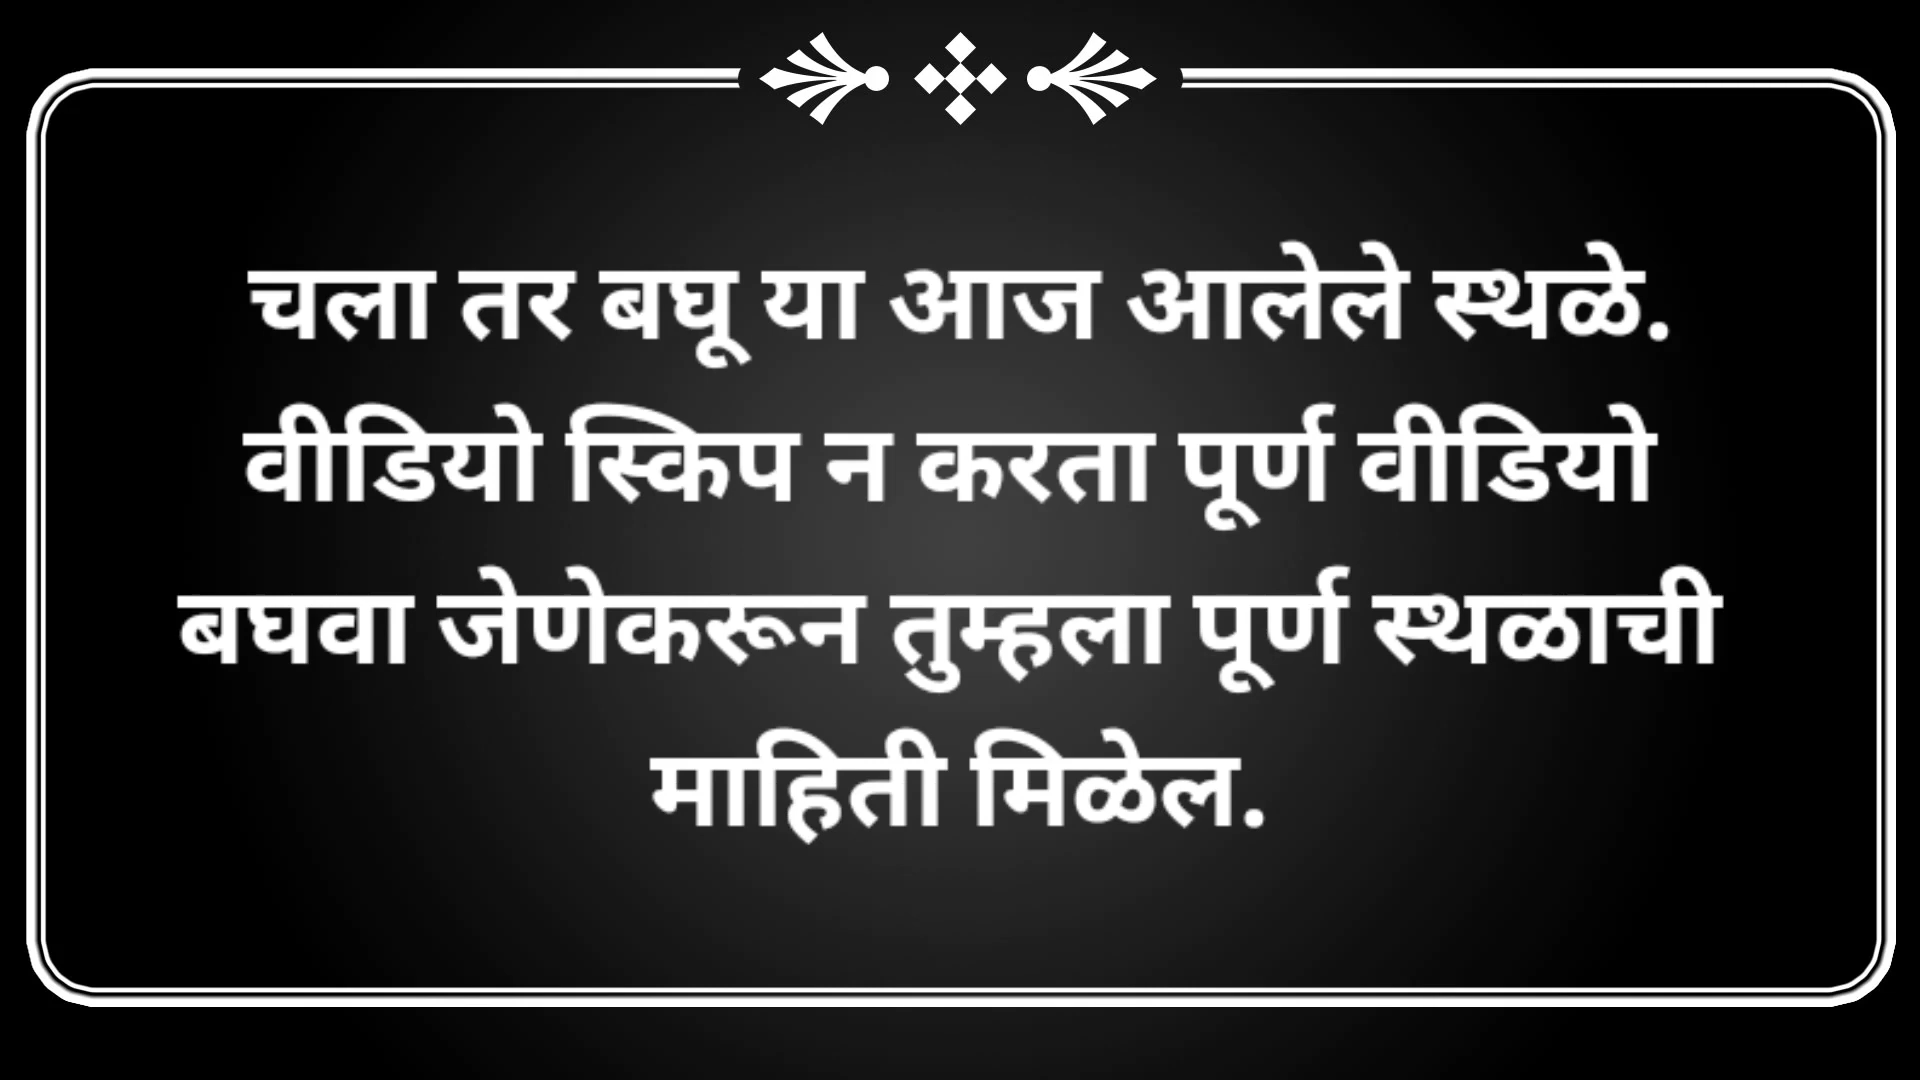 चला तर बघू या आज आलेले स्थळे.
वीडियो स्किप न करता पूर्ण वीडियो
बघवा जेणेकरून तुम्हला पूर्ण स्थळाची
माहिती मिळेल.